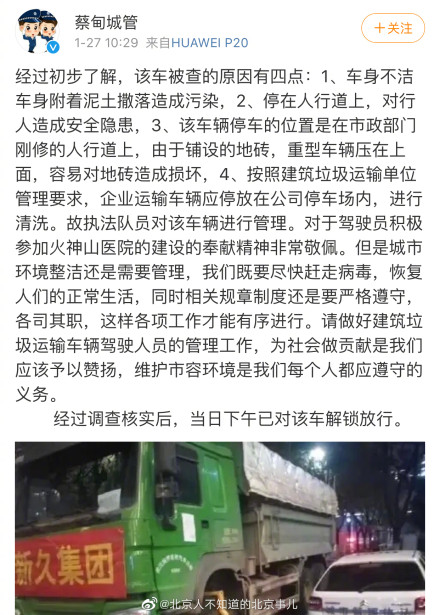 蔡甸城管
1-27 10:29 来自HUAWEI P20
+关注
经过初步了解，该车被查的原因有四点：1、车身不洁
车身附着泥土撒落造成污染，2、停在人行道上，对行
人造成安全隐患，3、该车辆停车的位置是在市政部门
刚修的人行道上，由于铺设的地砖，重型车辆压在上
面，容易对地砖造成损坏，4、按照建筑垃圾运输单位
管理要求，企业运输车辆应停放在公司停车场内，进行
清洗。故执法队员对该车辆进行管理。对于驾驶员积极
参加火神山医院的建设的奉献精神非常敬佩。但是城市
环境整洁还是需要管理，我们既要尽快赶走病毒，恢复
人们的正常生活，同时相关规章制度还是要严格遵守，
各司其职，这样各项工作才能有序进行。请做好建筑垃
圾运输车辆驾驶人员的管理工作，为社会做贡献是我们
应该予以赞扬，维护市容环境是我们每个人都应遵守的
义务。
经过调查核实后，当日下午已对该车解锁放行。
新久集团
@北京人不知道的北京事儿